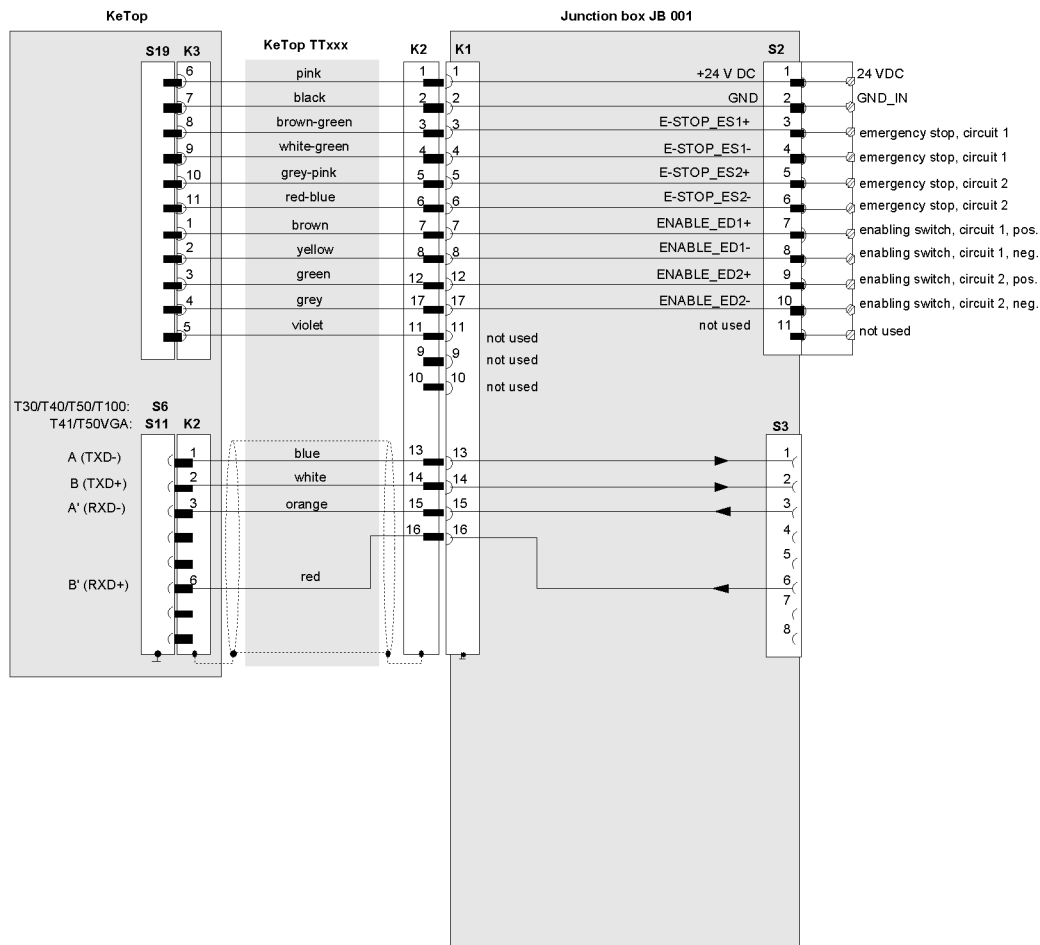 KeTop
Junction box JB 001
S19 K3
KeTop TTxxx
K2 K1
S2
6 pink 1 1 +24 V DC 1 24 VDC
7 black 2 2 GND 2 GND_IN
8 brown-green 3 3 E-STOP_ES1+ 3 emergency stop, circuit 1
9 white-green 4 4 E-STOP_ES1- 4 emergency stop, circuit 1
10 grey-pink 5 5 E-STOP_ES2+ 5 emergency stop, circuit 2
11 red-blue 6 6 E-STOP_ES2- 6 emergency stop, circuit 2
1 brown 7 7 ENABLE_ED1+ 7 enabling switch, circuit 1, pos.
2 yellow 8 8 ENABLE_ED1- 8 enabling switch, circuit 1, neg.
3 green 12 12 ENABLE_ED2+ 9 enabling switch, circuit 2, pos.
4 grey 17 17 ENABLE_ED2- 10 enabling switch, circuit 2, neg.
5 violet 11 11 not used not used 11 not used
9 9 not used
10 10 not used
T30/T40/T50/T100: S6
T41/T50VGA: S11 K2
S3
A (TXD-) 1 blue 13 13 1
B (TXD+) 2 white 14 14 2
A' (RXD-) 3 orange 15 15 3
16 16 4
5
B' (RXD+) 6 red 6
7
8